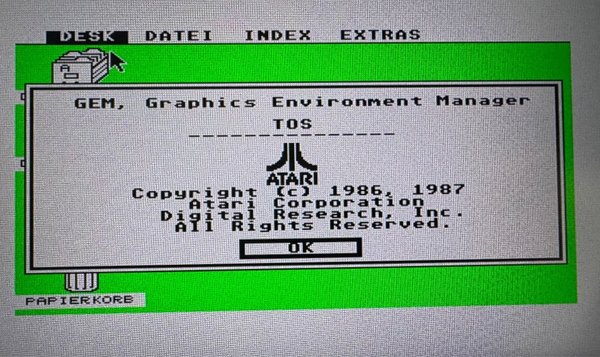 DESK DATEI INDEX EXTRAS
A
GEM, Graphics Environment Manager
TOS
ATARI
Copyright (c) 1986, 1987
Atari Corporation
Digital Research, Inc.
All Rights Reserved.
OK
PAPIERKORB